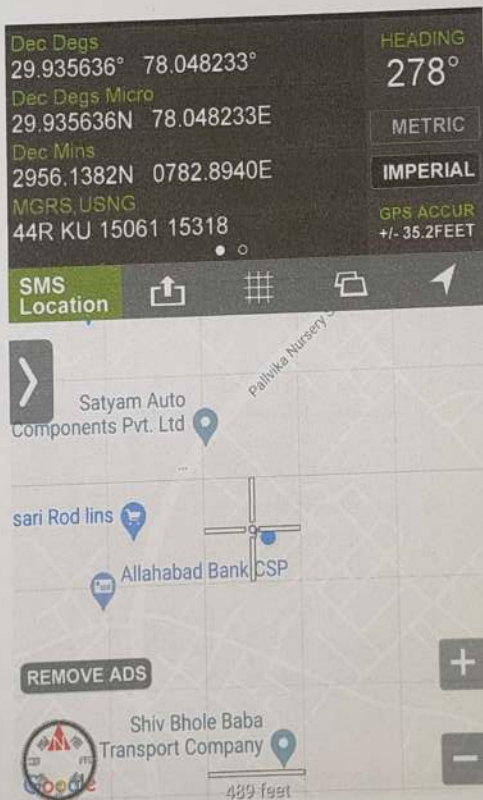 Dec Degs
29.935636° 78.048233°
Dec Degs Micro
29.935636N 78.048233E
Dec Mins
2956.1382N 0782.8940E
MGRS,USNG
44R KU 15061 15318
HEADING
278°
METRIC
IMPERIAL
GPS ACCUR
+/- 35.2FEET
SMS
Location
Pallvika Nursery
Satyam Auto
Components Pvt. Ltd
sari Rod lins
Allahabad Bank CSP
REMOVE ADS
Shiv Bhole Baba
Transport Company
Google
489 feet
+
−